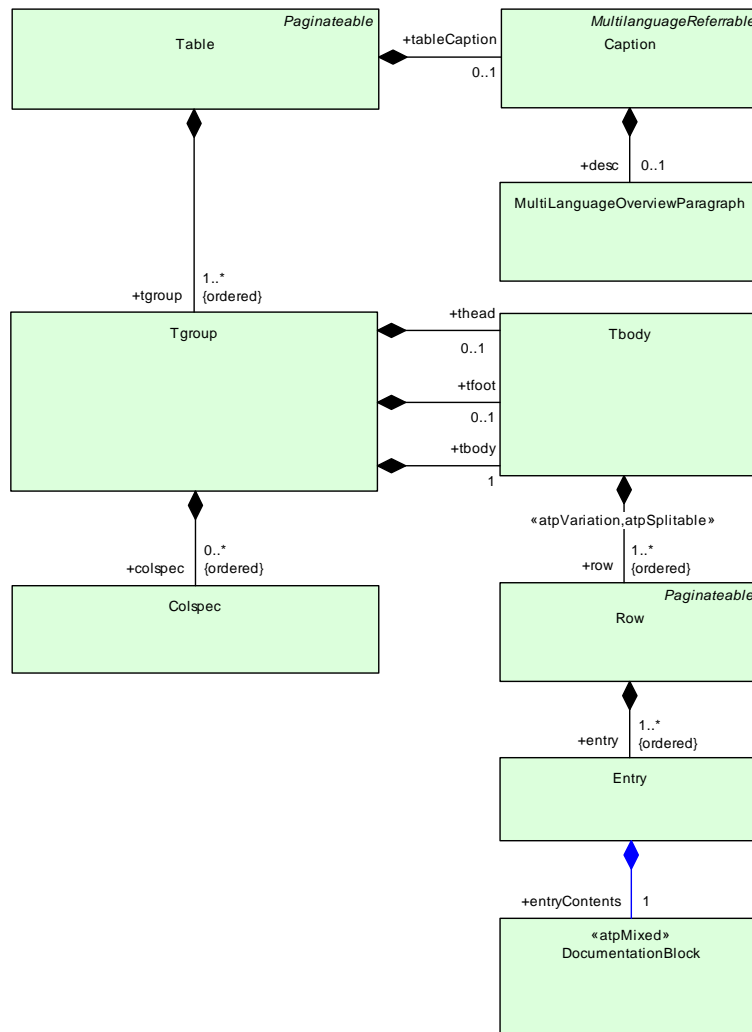 Paginateable
Table
+tableCaption
0..1
MultilanguageReferrable
Caption
+desc
0..1
MultiLanguageOverviewParagraph
+tgroup
1..*
{ordered}
Tgroup
+thead
0..1
+tfoot
0..1
+tbody
1
Tbody
«atpVariation,atpSplitable»
+row
1..*
{ordered}
+colspec
0..*
{ordered}
Colspec
Paginateable
Row
+entry
1..*
{ordered}
Entry
+entryContents
1
«atpMixed»
DocumentationBlock